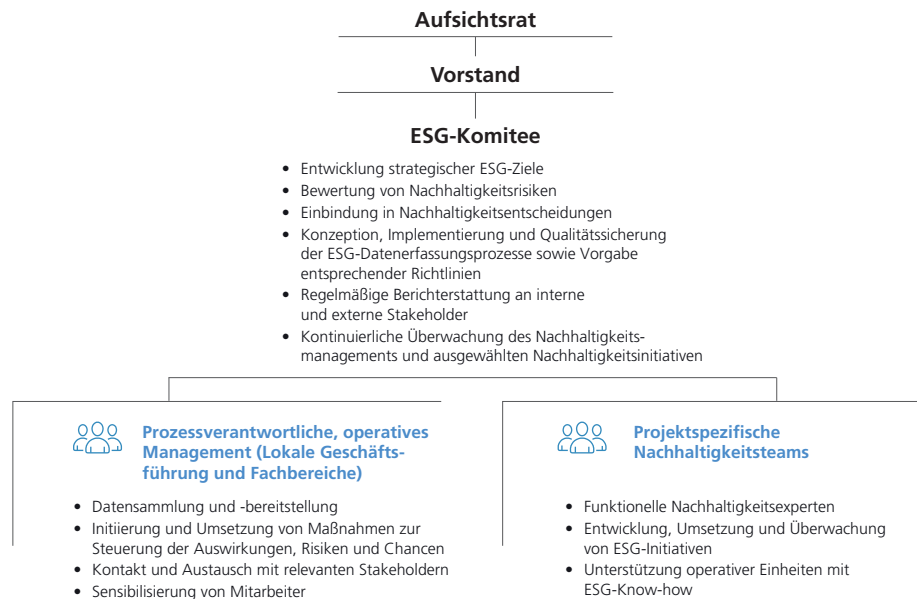 Aufsichtsrat
Vorstand
ESG-Komitee
• Entwicklung strategischer ESG-Ziele
• Bewertung von Nachhaltigkeitsrisiken
• Einbindung in Nachhaltigkeitsentscheidungen
• Konzeption, Implementierung und Qualitätssicherung
der ESG-Datenerfassungsprozesse sowie Vorgabe
entsprechender Richtlinien
• Regelmäßige Berichterstattung an interne
und externe Stakeholder
• Kontinuierliche Überwachung des Nachhaltigkeits-
managements und ausgewählten Nachhaltigkeitsinitiativen
Prozessverantwortliche, operatives
Management (Lokale Geschäfts-
führung und Fachbereiche)
• Datensammlung und -bereitstellung
• Initiierung und Umsetzung von Maßnahmen zur
Steuerung der Auswirkungen, Risiken und Chancen
• Kontakt und Austausch mit relevanten Stakeholdern
• Sensibilisierung von Mitarbeiter
Projektspezifische
Nachhaltigkeitsteams
• Funktionelle Nachhaltigkeitsexperten
• Entwicklung, Umsetzung und Überwachung
von ESG-Initiativen
• Unterstützung operativer Einheiten mit
ESG-Know-how